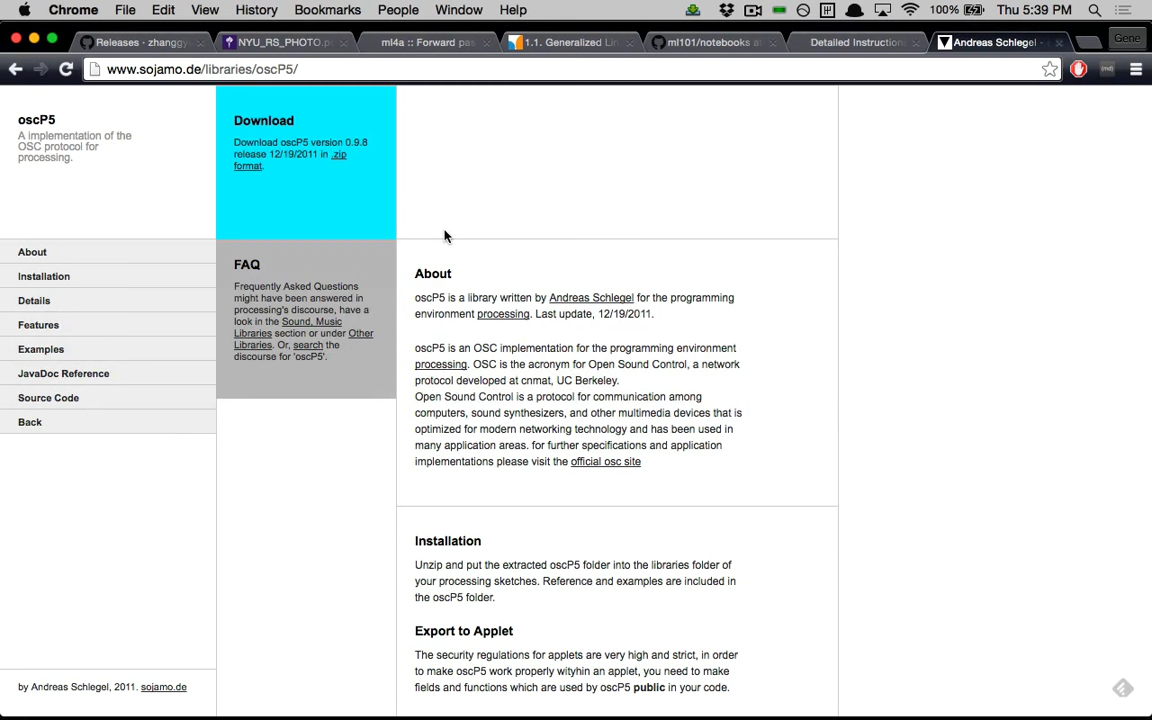 Chrome File Edit View History Bookmarks People Window Help 100% Thu 5:39 PM
Releases · zhangg NYU_RS_PHOTO.p ml4a :: Forward pas 1.1. Generalized Lin ml101/notebooks a Detailed Instruction Andreas Schlegel - Gene
www.sojamo.de/libraries/oscP5/
oscP5
A implementation of the
OSC protocol for
processing.
About
Installation
Details
Features
Examples
JavaDoc Reference
Source Code
Back
by Andreas Schlegel, 2011. sojamo.de
Download
Download oscP5 version 0.9.8
release 12/19/2011 in .zip
format.
FAQ
Frequently Asked Questions
might have been answered in
processing's discourse, have a
look in the Sound, Music
Libraries section or under Other
Libraries. Or, search the
discourse for 'oscP5'.
About
oscP5 is a library written by Andreas Schlegel for the programming
environment processing. Last update, 12/19/2011.
oscP5 is an OSC implementation for the programming environment
processing. OSC is the acronym for Open Sound Control, a network
protocol developed at cnmat, UC Berkeley.
Open Sound Control is a protocol for communication among
computers, sound synthesizers, and other multimedia devices that is
optimized for modern networking technology and has been used in
many application areas. for further specifications and application
implementations please visit the official osc site
Installation
Unzip and put the extracted oscP5 folder into the libraries folder of
your processing sketches. Reference and examples are included in
the oscP5 folder.
Export to Applet
The security regulations for applets are very high and strict, in order
to make oscP5 work properly wityhin an applet, you need to make
fields and functions which are used by oscP5 public in your code.